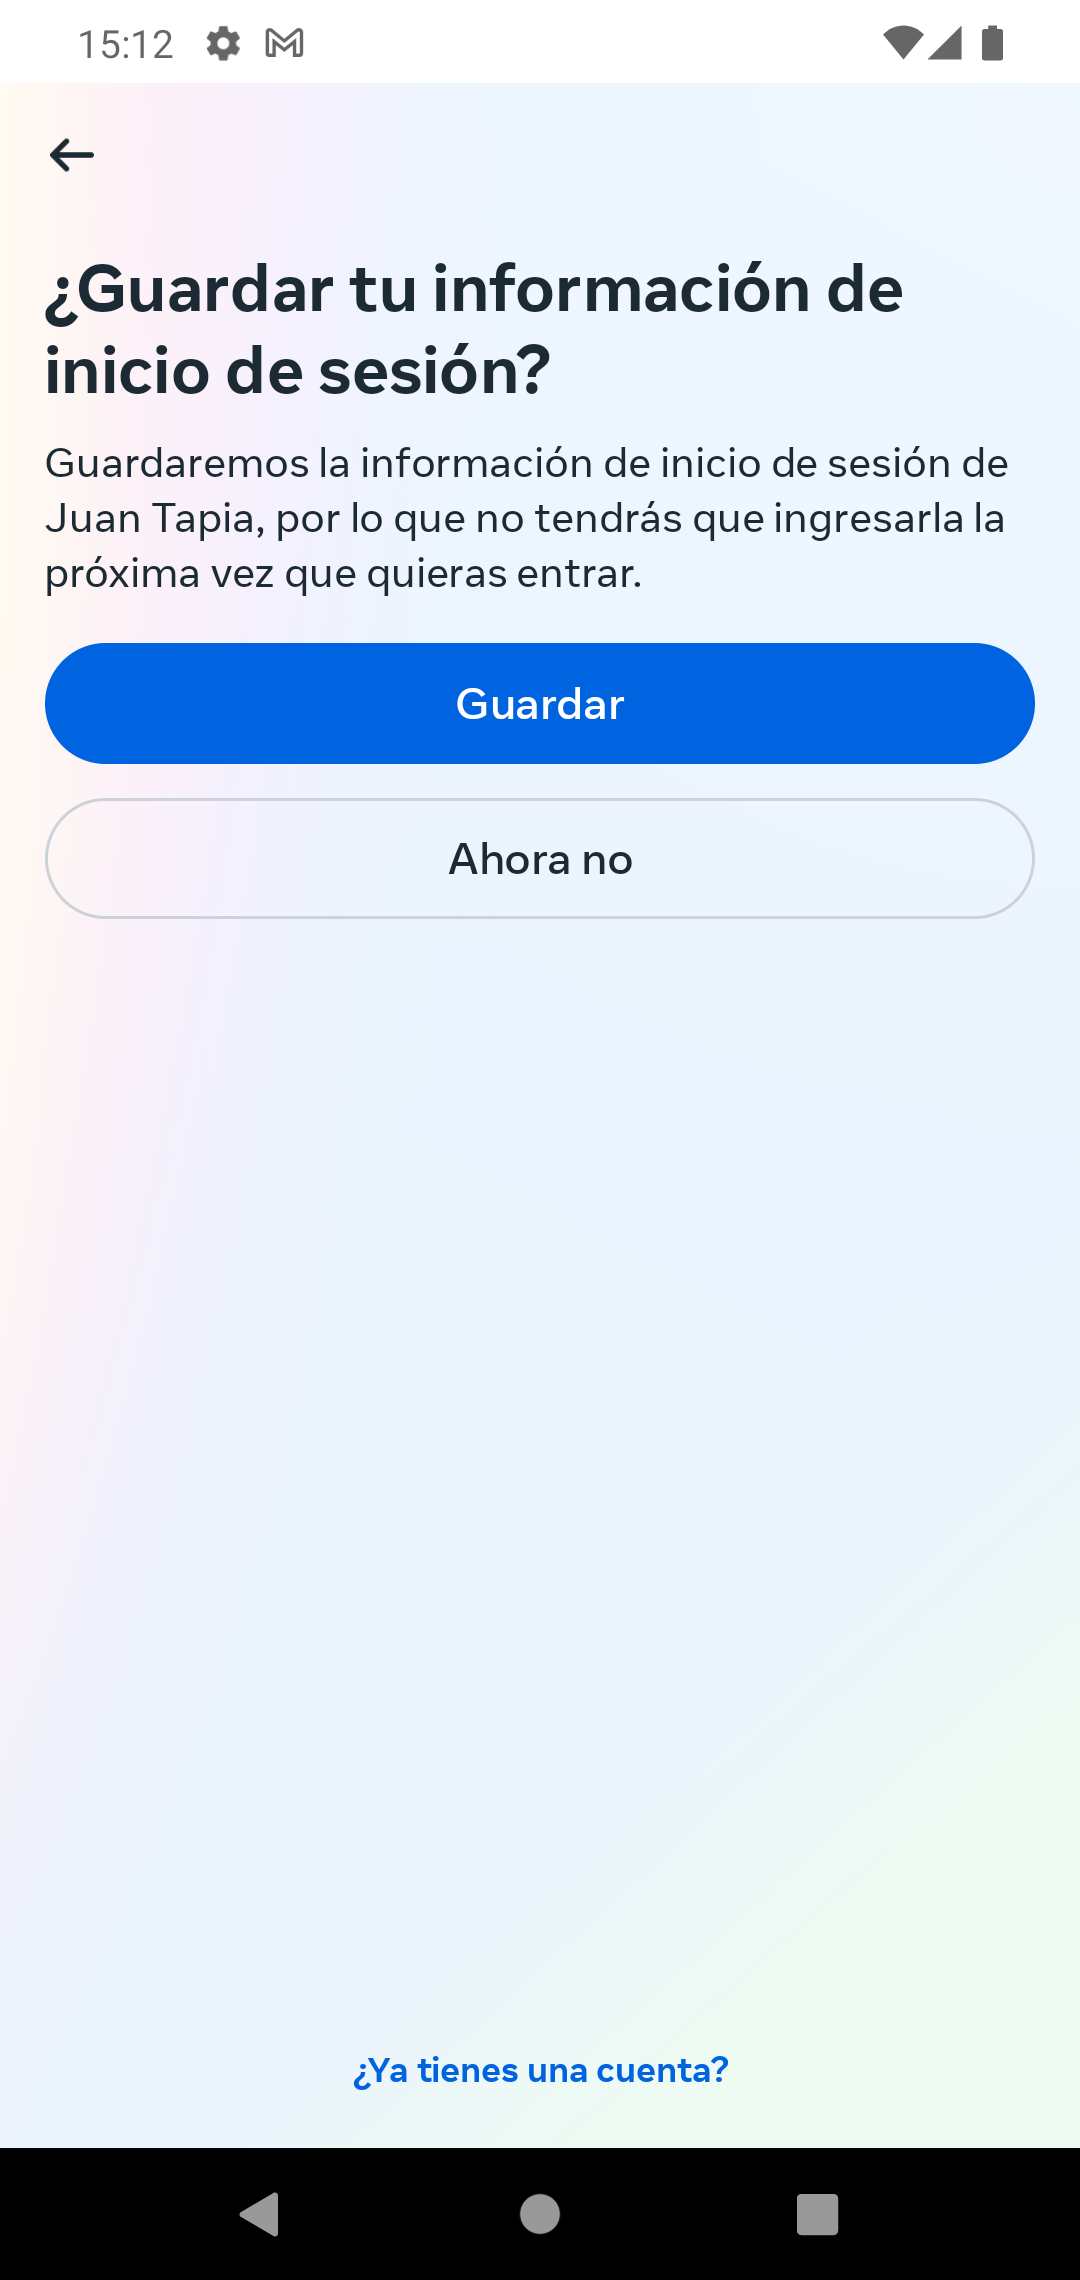 15:12
¿Guardar tu información de
inicio de sesión?
Guardaremos la información de inicio de sesión de
Juan Tapia, por lo que no tendrás que ingresarla la
próxima vez que quieras entrar.
Guardar
Ahora no
¿Ya tienes una cuenta?